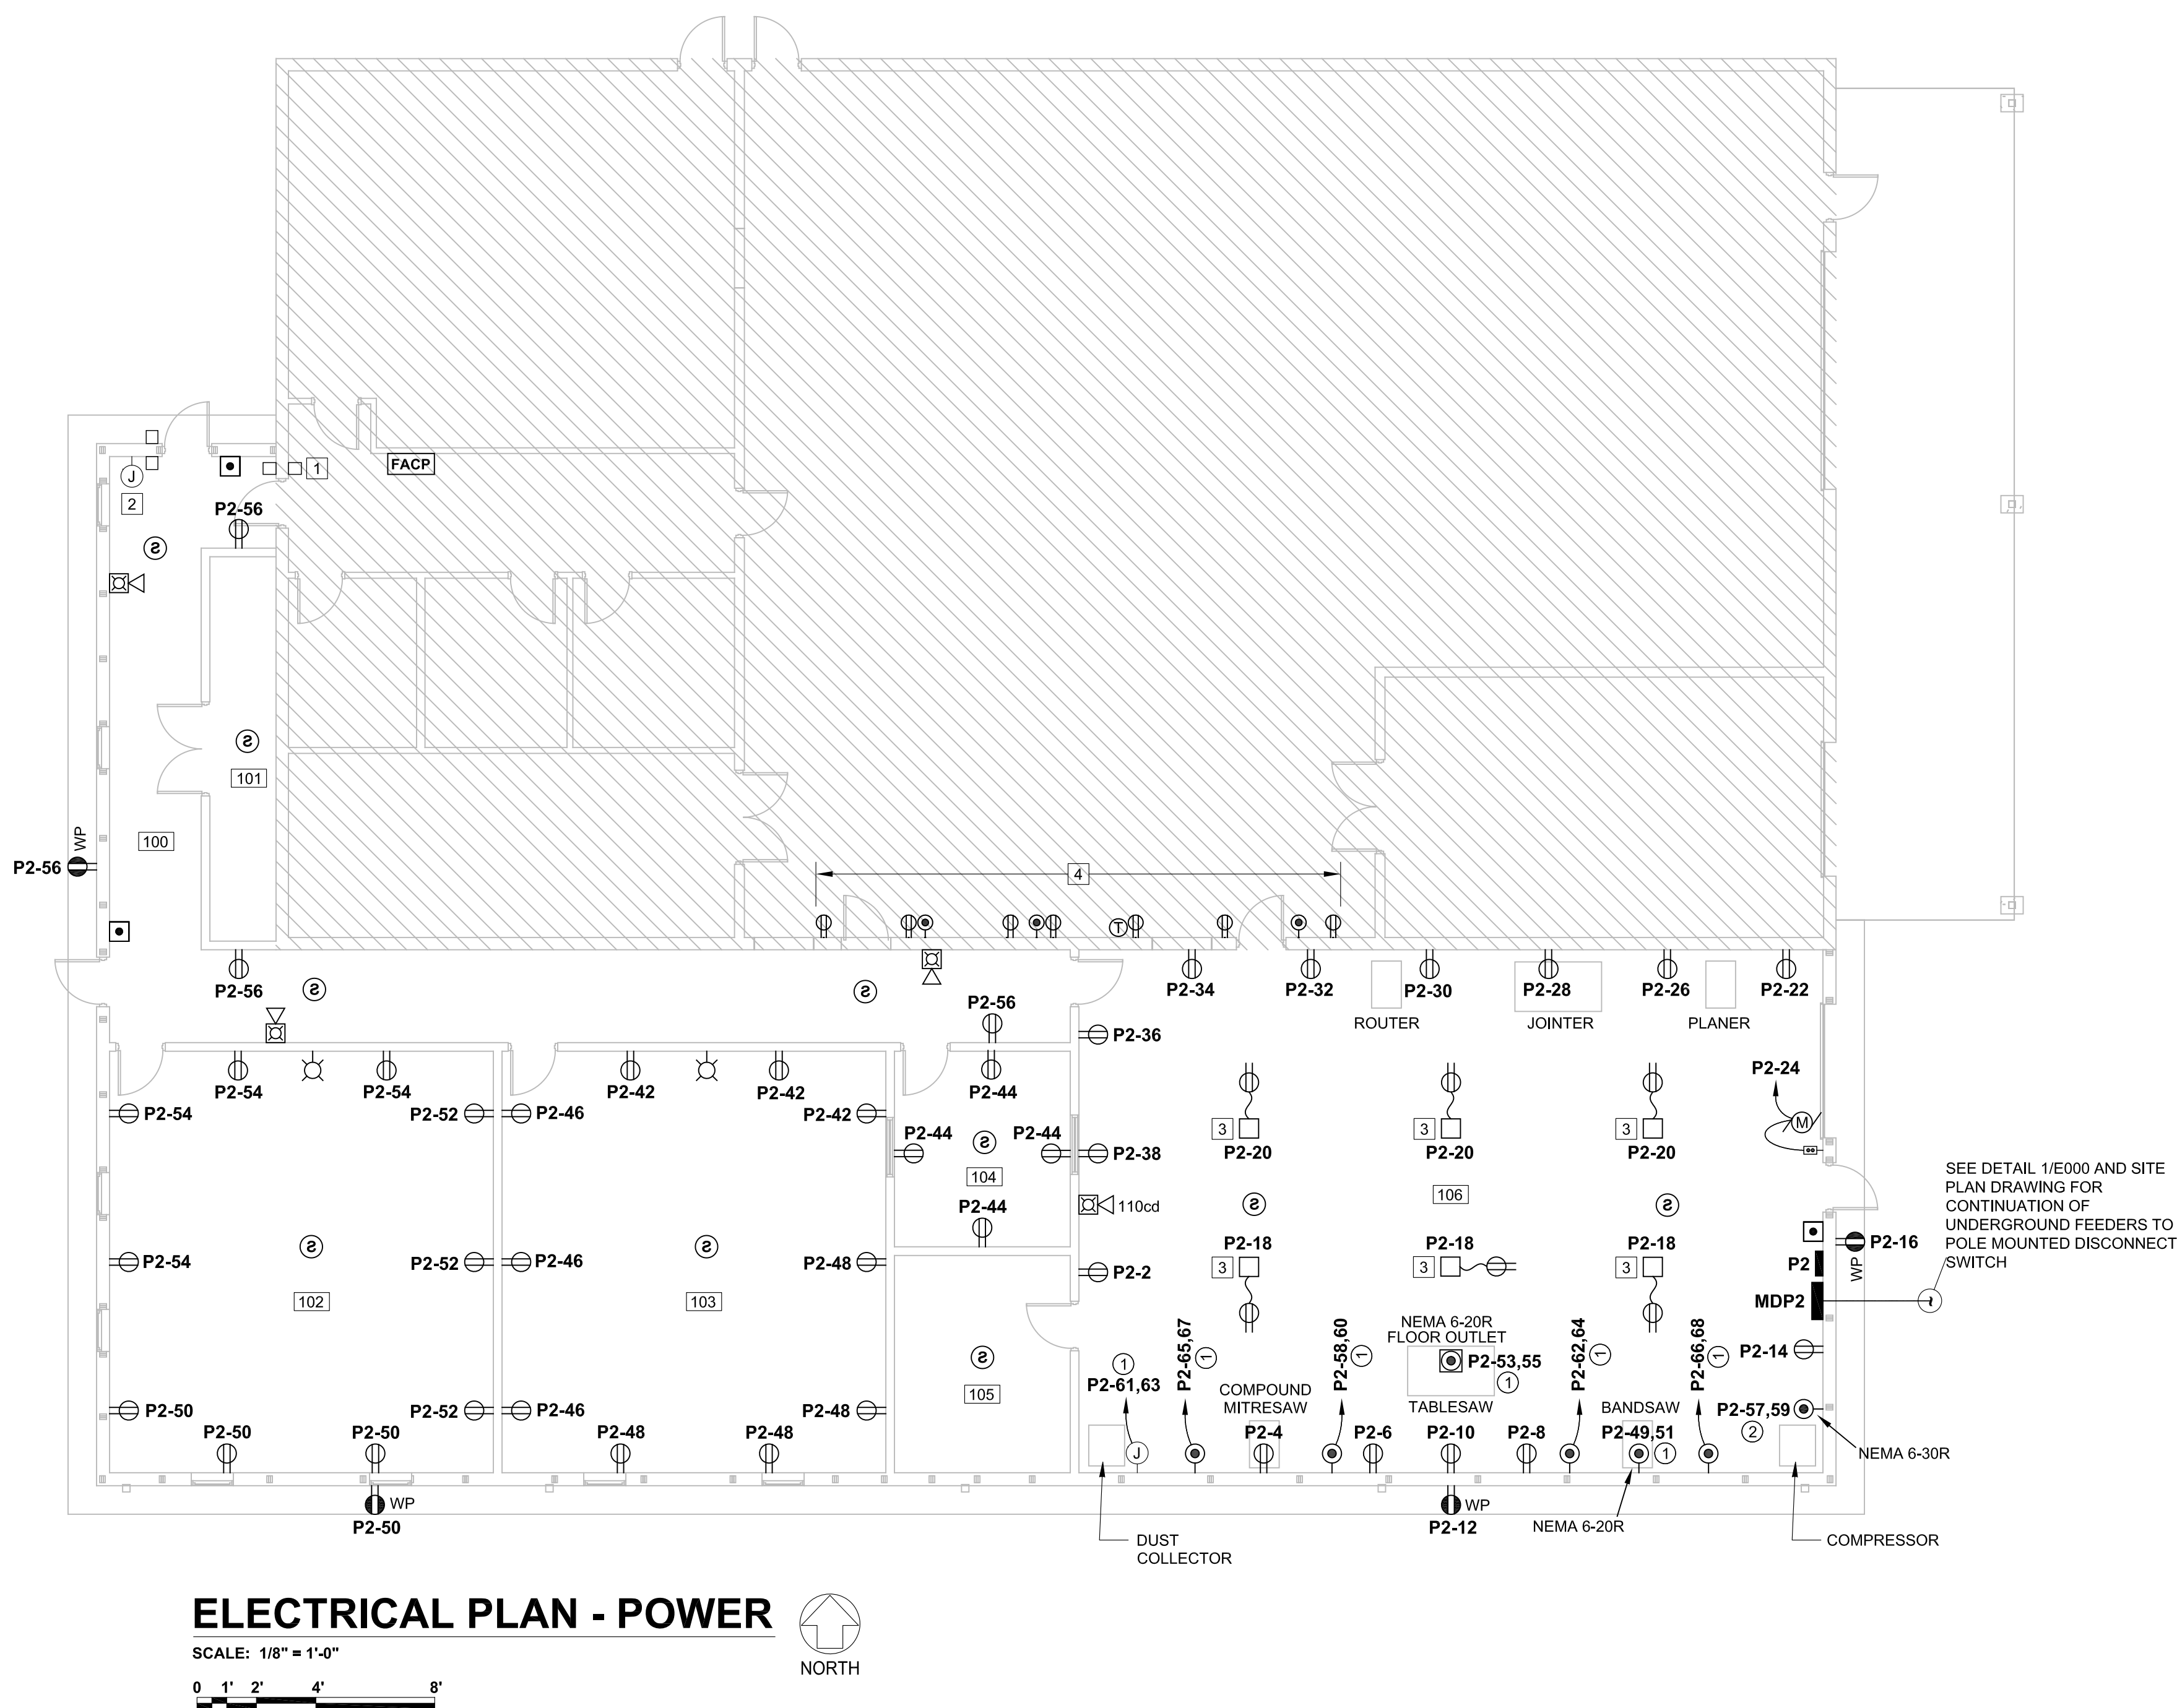 FACP
1
J
2
P2-56
S
S
101
100
WP
P2-56
4
T
P2-56
S
S
P2-56
P2-34
P2-32
P2-30
P2-28
P2-26
P2-22
ROUTER
JOINTER
PLANER
P2-36
P2-54
P2-54
P2-42
P2-42
P2-44
P2-24
P2-54
P2-52
P2-46
P2-42
M
3
3
3
P2-44
P2-44
P2-38
S
P2-20
P2-20
P2-20
104
106
SEE DETAIL 1/E000 AND SITE
PLAN DRAWING FOR
CONTINUATION OF
UNDERGROUND FEEDERS TO
POLE MOUNTED DISCONNECT
SWITCH
110cd
P2-44
S
S
S
S
P2-18
P2-18
P2-18
P2-16
P2-54
P2-52
P2-46
P2-48
P2-2
3
3
3
P2
WP
102
103
MDP2
NEMA 6-20R
FLOOR OUTLET
P2-65,67
1
P2-58,60
1
P2-62,64
1
P2-66,68
1
P2-14
S
1
P2-53,55
1
105
P2-61,63
COMPOUND
MITRESAW
TABLESAW
BANDSAW
P2-57,59
2
P2-50
P2-52
P2-46
P2-48
P2-50
P2-50
P2-48
P2-48
P2-4
P2-6
P2-10
P2-8
P2-49,51
1
J
NEMA 6-30R
WP
P2-50
WP
P2-12
NEMA 6-20R
DUST
COLLECTOR
COMPRESSOR
ELECTRICAL PLAN - POWER
SCALE: 1/8" = 1'-0"
NORTH
0 1' 2' 4' 8'